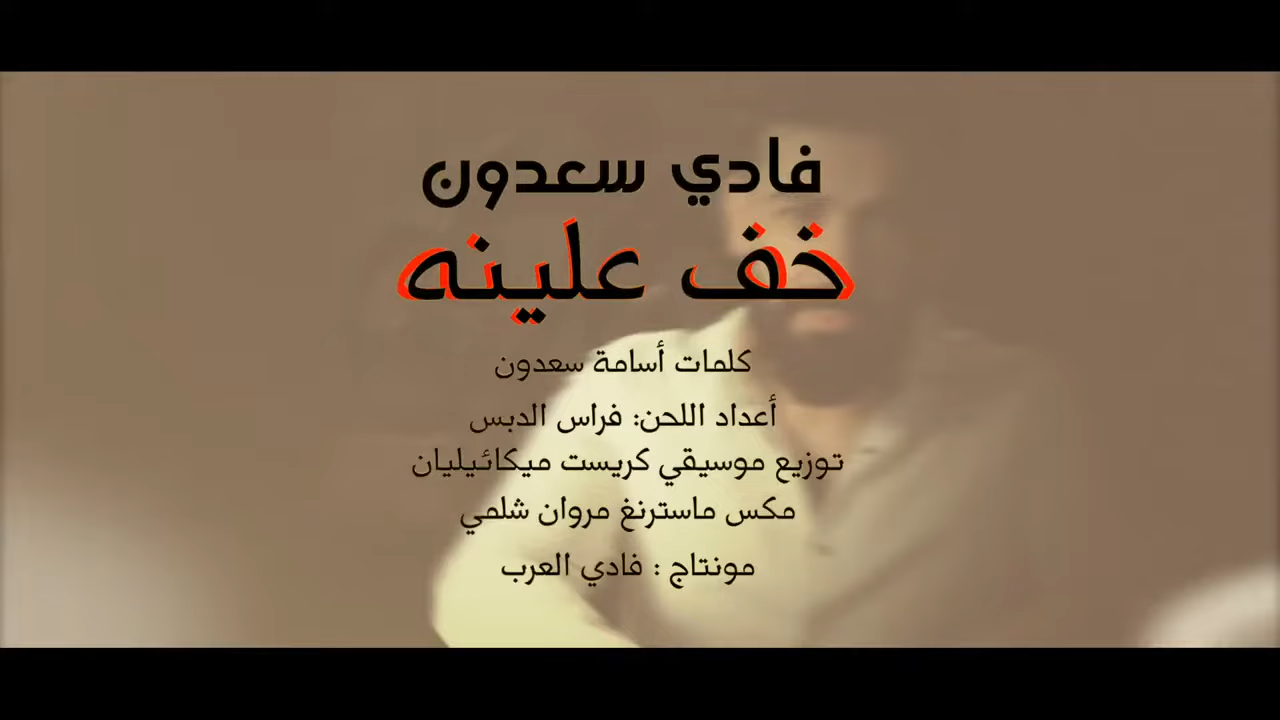 فادي سعدون
خف علينه
كلمات أسامة سعدون
أعداد اللحن: فراس الدبس
توزيع موسيقي كريست ميكائيليان
مكس ماسترنغ مروان شلمي
مونتاج : فادي العرب